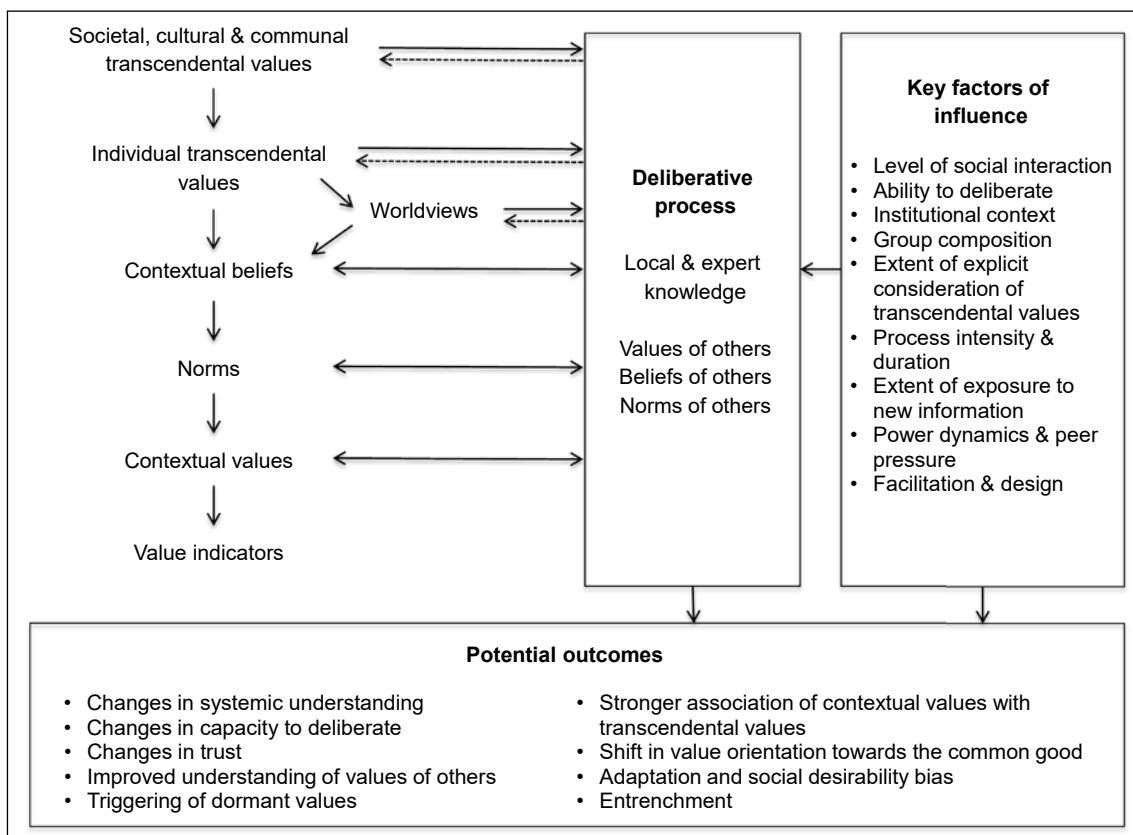 Societal, cultural & communal
transcendental values
Individual transcendental
values
Worldviews
Contextual beliefs
Norms
Contextual values
Value indicators
Deliberative
process
Local & expert
knowledge
Values of others
Beliefs of others
Norms of others
Key factors of
influence
• Level of social interaction
• Ability to deliberate
• Institutional context
• Group composition
• Extent of explicit
consideration of
transcendental values
• Process intensity &
duration
• Extent of exposure to
new information
• Power dynamics & peer
pressure
• Facilitation & design
Potential outcomes
• Changes in systemic understanding
• Changes in capacity to deliberate
• Changes in trust
• Improved understanding of values of others
• Triggering of dormant values
• Stronger association of contextual values with
transcendental values
• Shift in value orientation towards the common good
• Adaptation and social desirability bias
• Entrenchment